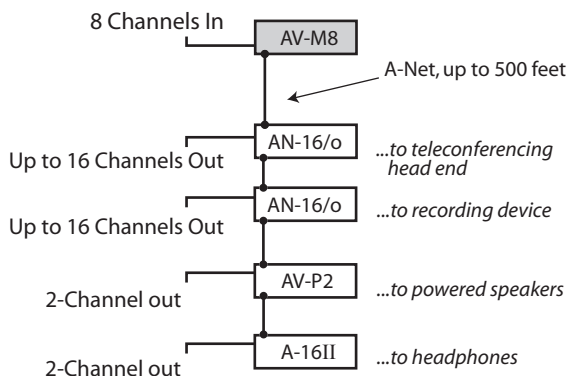 8 Channels In
AV-M8
A-Net, up to 500 feet
AN-16/o
...to teleconferencing
head end
Up to 16 Channels Out
AN-16/o
...to recording device
Up to 16 Channels Out
AV-P2
...to powered speakers
2-Channel out
A-16II
...to headphones
2-Channel out